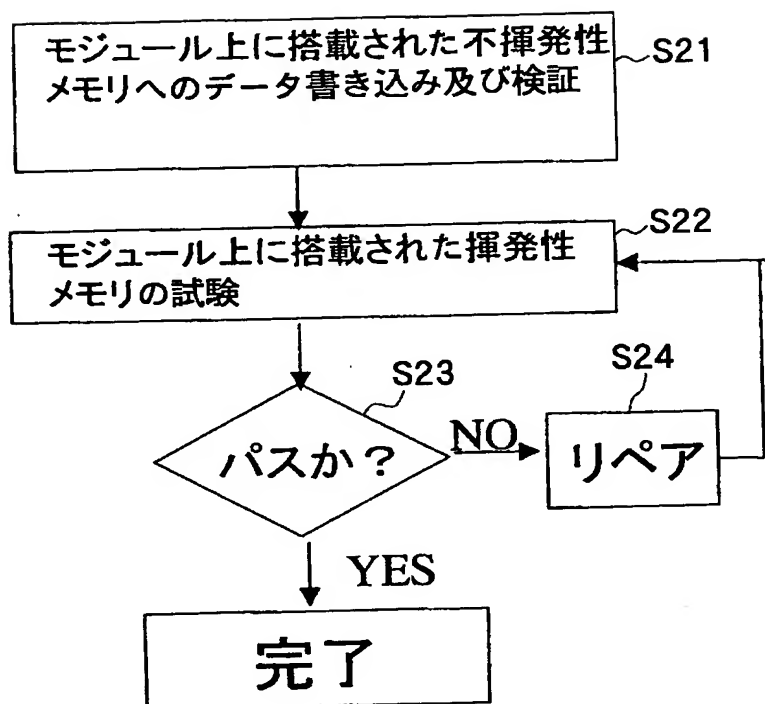 モジュール上に搭載された不揮発性
メモリへのデータ書き込み及び検証
S21
モジュール上に搭載された揮発性
メモリの試験
S22
S23
パスか？
NO
S24
リペア
YES
完了